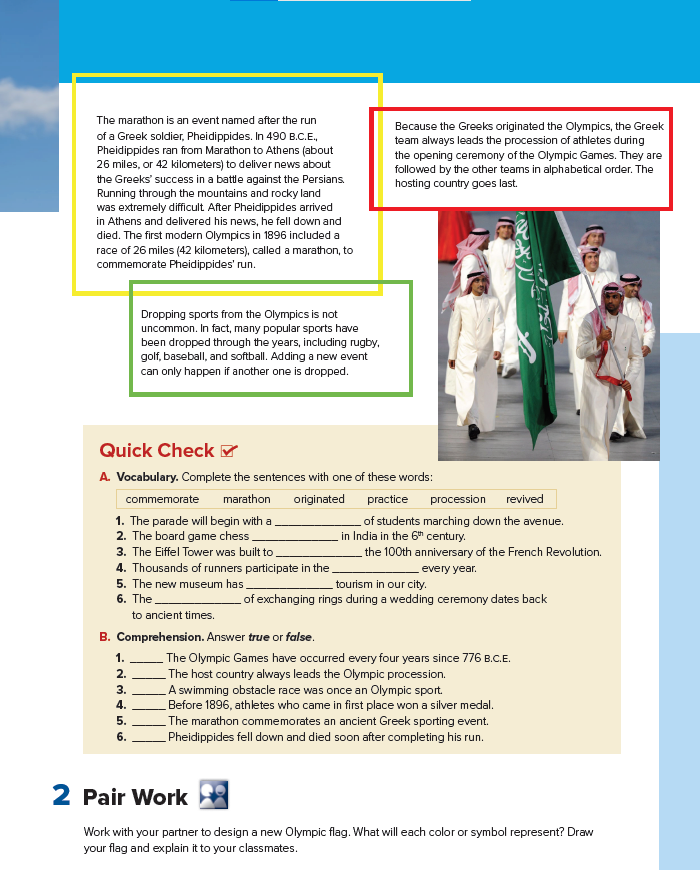 The marathon is an event named after the run
of a Greek soldier, Pheidippides. In 490 B.C.E.,
Pheidippides ran from Marathon to Athens (about
26 miles, or 42 kilometers) to deliver news about
the Greeks' success in a battle against the Persians.
Running through the mountains and rocky land
was extremely difficult. After Pheidippides arrived
in Athens and delivered his news, he fell down and
died. The first modern Olympics in 1896 included a
race of 26 miles (42 kilometers), called a marathon, to
commemorate Pheidippides' run.
Because the Greeks originated the Olympics, the Greek
team always leads the procession of athletes during
the opening ceremony of the Olympic Games. They are
followed by the other teams in alphabetical order. The
hosting country goes last.
Dropping sports from the Olympics is not
uncommon. In fact, many popular sports have
been dropped through the years, including rugby,
golf, baseball, and softball. Adding a new event
can only happen if another one is dropped.
Quick Check
A. Vocabulary. Complete the sentences with one of these words:
commemorate marathon originated practice procession revived
1. The parade will begin with a _____________ of students marching down the avenue.
2. The board game chess _____________ in India in the 6th century.
3. The Eiffel Tower was built to _____________ the 100th anniversary of the French Revolution.
4. Thousands of runners participate in the _____________ every year.
5. The new museum has _____________ tourism in our city.
6. The _____________ of exchanging rings during a wedding ceremony dates back
to ancient times.
B. Comprehension. Answer true or false.
1. _____ The Olympic Games have occurred every four years since 776 B.C.E.
2. _____ The host country always leads the Olympic procession.
3. _____ A swimming obstacle race was once an Olympic sport.
4. _____ Before 1896, athletes who came in first place won a silver medal.
5. _____ The marathon commemorates an ancient Greek sporting event.
6. _____ Pheidippides fell down and died soon after completing his run.
2 Pair Work
Work with your partner to design a new Olympic flag. What will each color or symbol represent? Draw
your flag and explain it to your classmates.